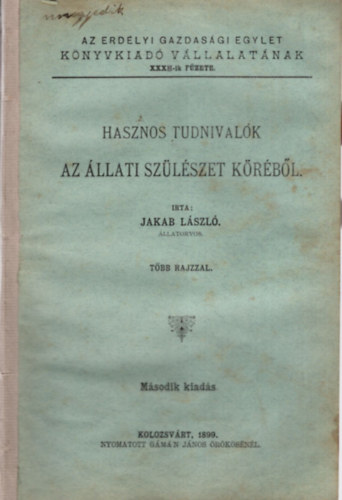 negyedik
AZ ERDÉLYI GAZDASÁGI EGYLET
KÖNYVKIADÓ VÁLLALATÁNAK
XXXII-ik FÜZETE.
HASZNOS TUDNIVALÓK
AZ ÁLLATI SZÜLÉSZET KÖRÉBŐL.
IRTA:
JAKAB LÁSZLÓ.
ÁLLATORVOS.
TÖBB RAJZZAL.
Második kiadás
KOLOZSVÁRT, 1899.
NYOMATOTT GÁMÁN JÁNOS ÖRÖKÖSÉNÉL.